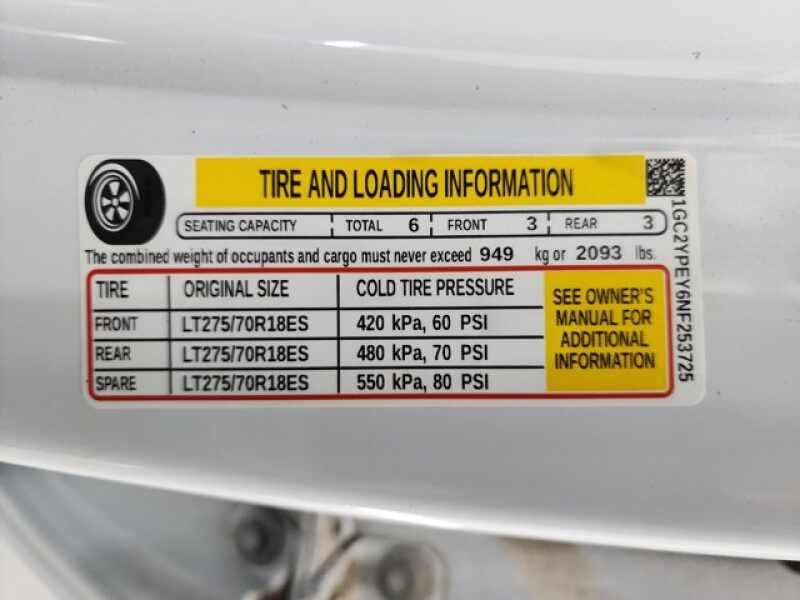 TIRE AND LOADING INFORMATION
SEATING CAPACITY TOTAL 6 FRONT 3 REAR 3
The combined weight of occupants and cargo must never exceed 949 kg or 2093 lbs.
TIRE ORIGINAL SIZE COLD TIRE PRESSURE
FRONT LT275/70R18ES 420 kPa, 60 PSI
REAR LT275/70R18ES 480 kPa, 70 PSI
SPARE LT275/70R18ES 550 kPa, 80 PSI
SEE OWNER'S
MANUAL FOR
ADDITIONAL
INFORMATION
1GC2YPEY6NF253725